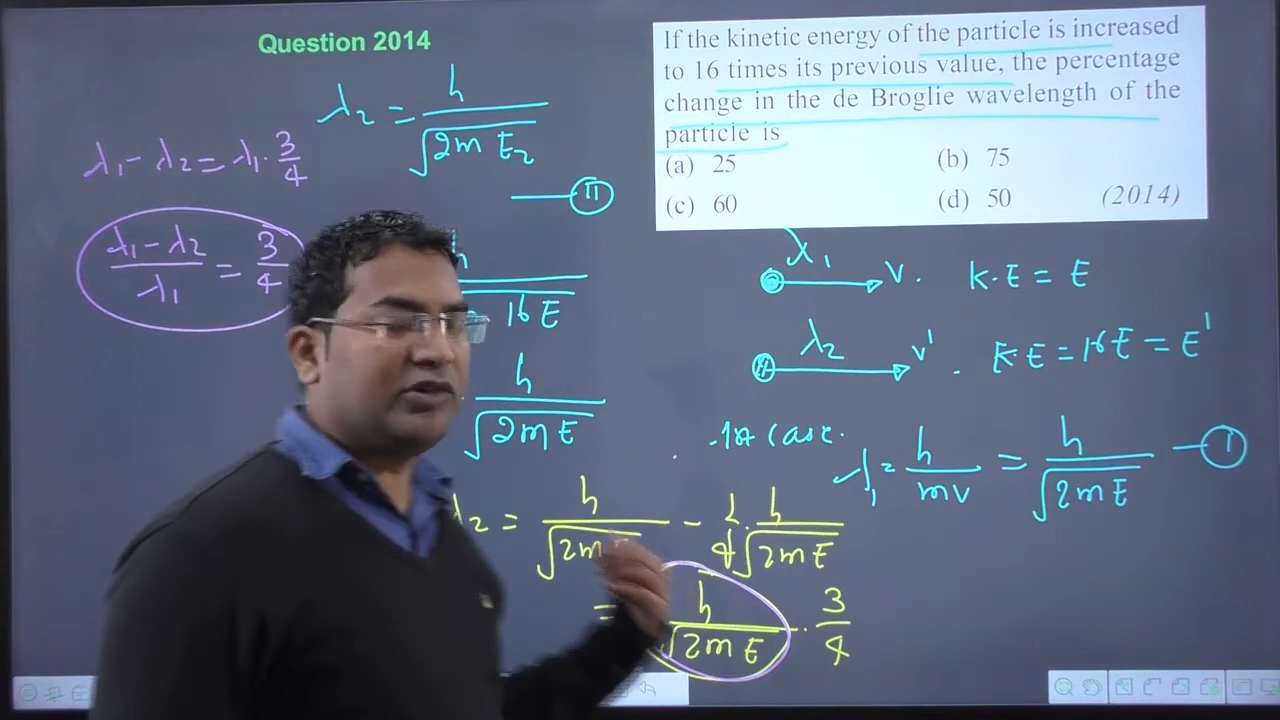 Question 2014
If the kinetic energy of the particle is increased
to 16 times its previous value, the percentage
change in the de Broglie wavelength of the
particle is
(a) 25 (b) 75
(c) 60 (d) 50 (2014)
λ₂ = h / √(2m E₂) — II
λ₁ - λ₂ = λ₁ · 3/4
(λ₁ - λ₂) / λ₁ = 3/4
h
16 E
h / √(2mE)
λ₁ V. K.E = E
λ₂ V' . K.E = 16E = E'
1st Case.
λ₁ = h / mv = h / √(2mE) — I
λ₂ = h / √(2mE) - 1/4 · h / √(2mE)
= h / √(2mE) · 3/4